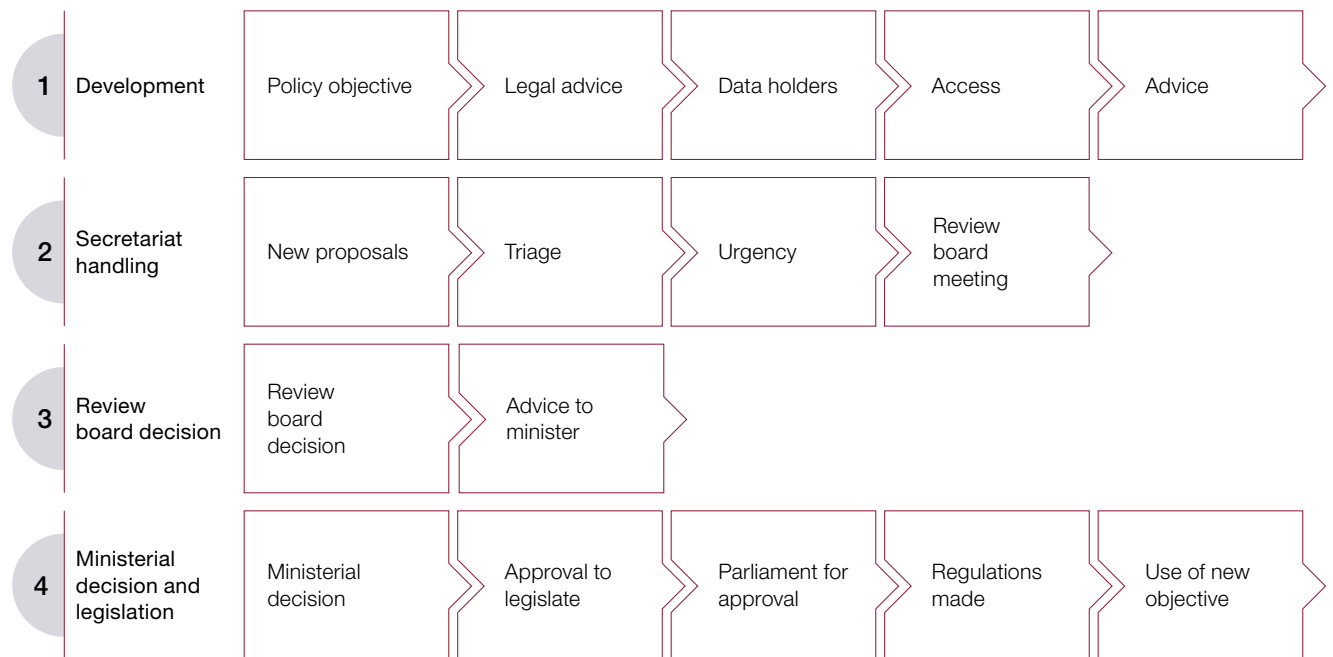 1
Development
Policy objective
Legal advice
Data holders
Access
Advice
2
Secretariat
handling
New proposals
Triage
Urgency
Review
board
meeting
3
Review
board decision
Review
board
decision
Advice to
minister
4
Ministerial
decision and
legislation
Ministerial
decision
Approval to
legislate
Parliament for
approval
Regulations
made
Use of new
objective